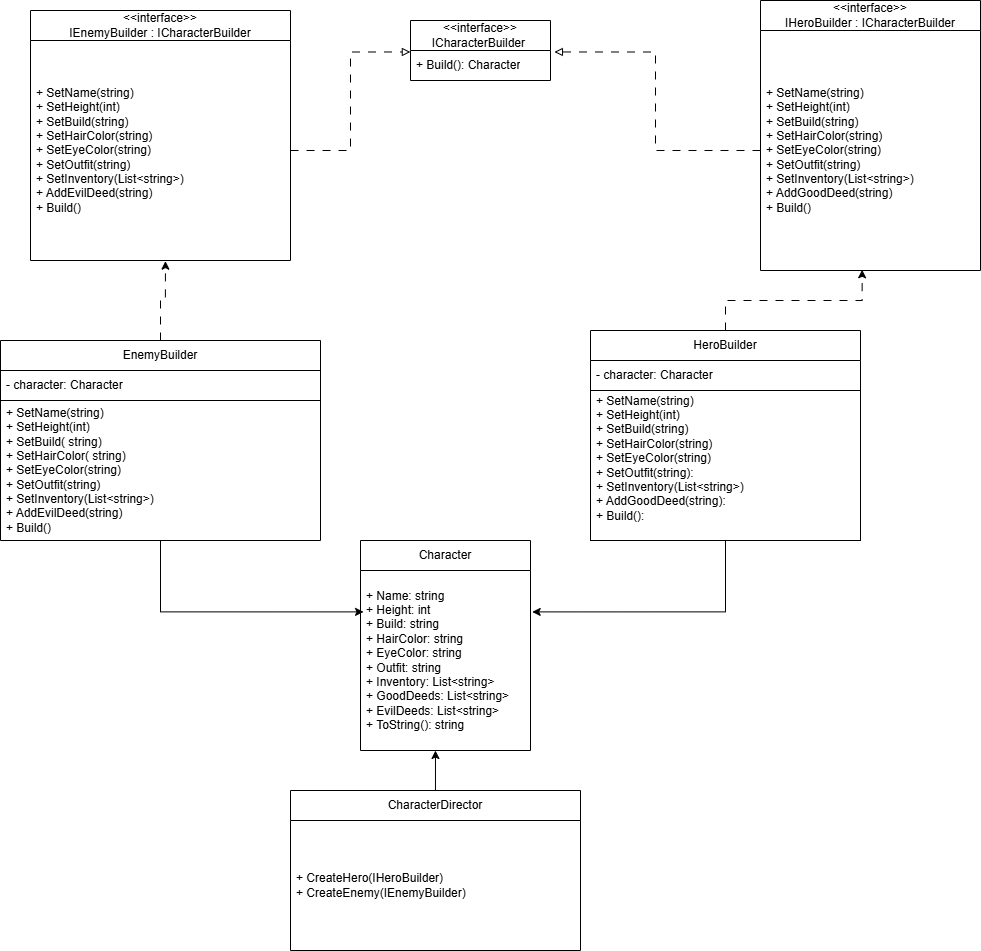 <<interface>>
IEnemyBuilder : ICharacterBuilder
+ SetName(string)
+ SetHeight(int)
+ SetBuild(string)
+ SetHairColor(string)
+ SetEyeColor(string)
+ SetOutfit(string)
+ SetInventory(List<string>)
+ AddEvilDeed(string)
+ Build()
<<interface>>
ICharacterBuilder
+ Build(): Character
<<interface>>
IHeroBuilder : ICharacterBuilder
+ SetName(string)
+ SetHeight(int)
+ SetBuild(string)
+ SetHairColor(string)
+ SetEyeColor(string)
+ SetOutfit(string)
+ SetInventory(List<string>)
+ AddGoodDeed(string)
+ Build()
EnemyBuilder
- character: Character
+ SetName(string)
+ SetHeight(int)
+ SetBuild( string)
+ SetHairColor( string)
+ SetEyeColor(string)
+ SetOutfit(string)
+ SetInventory(List<string>)
+ AddEvilDeed(string)
+ Build()
HeroBuilder
- character: Character
+ SetName(string)
+ SetHeight(int)
+ SetBuild(string)
+ SetHairColor(string)
+ SetEyeColor(string)
+ SetOutfit(string):
+ SetInventory(List<string>)
+ AddGoodDeed(string):
+ Build():
Character
+ Name: string
+ Height: int
+ Build: string
+ HairColor: string
+ EyeColor: string
+ Outfit: string
+ Inventory: List<string>
+ GoodDeeds: List<string>
+ EvilDeeds: List<string>
+ ToString(): string
CharacterDirector
+ CreateHero(IHeroBuilder)
+ CreateEnemy(IEnemyBuilder)